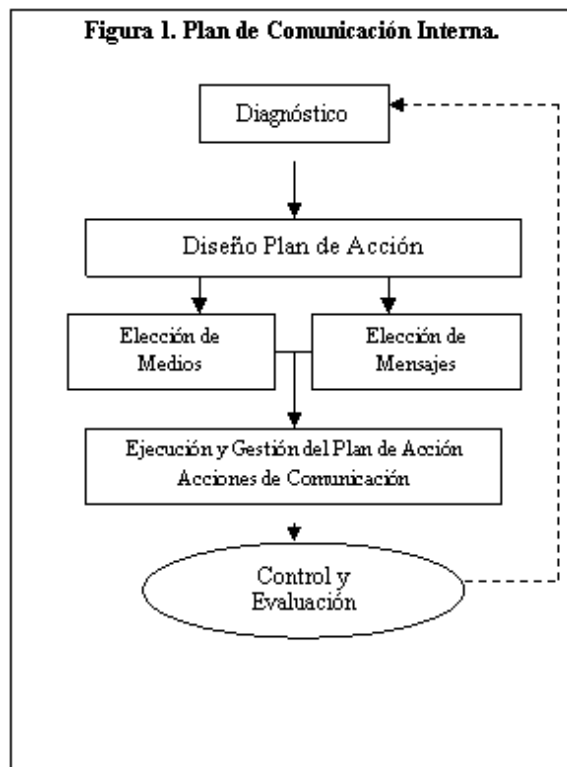 Figura 1. Plan de Comunicación Interna.
Diagnóstico
Diseño Plan de Acción
Elección de
Medios
Elección de
Mensajes
Ejecución y Gestión del Plan de Acción
Acciones de Comunicación
Control y
Evaluación